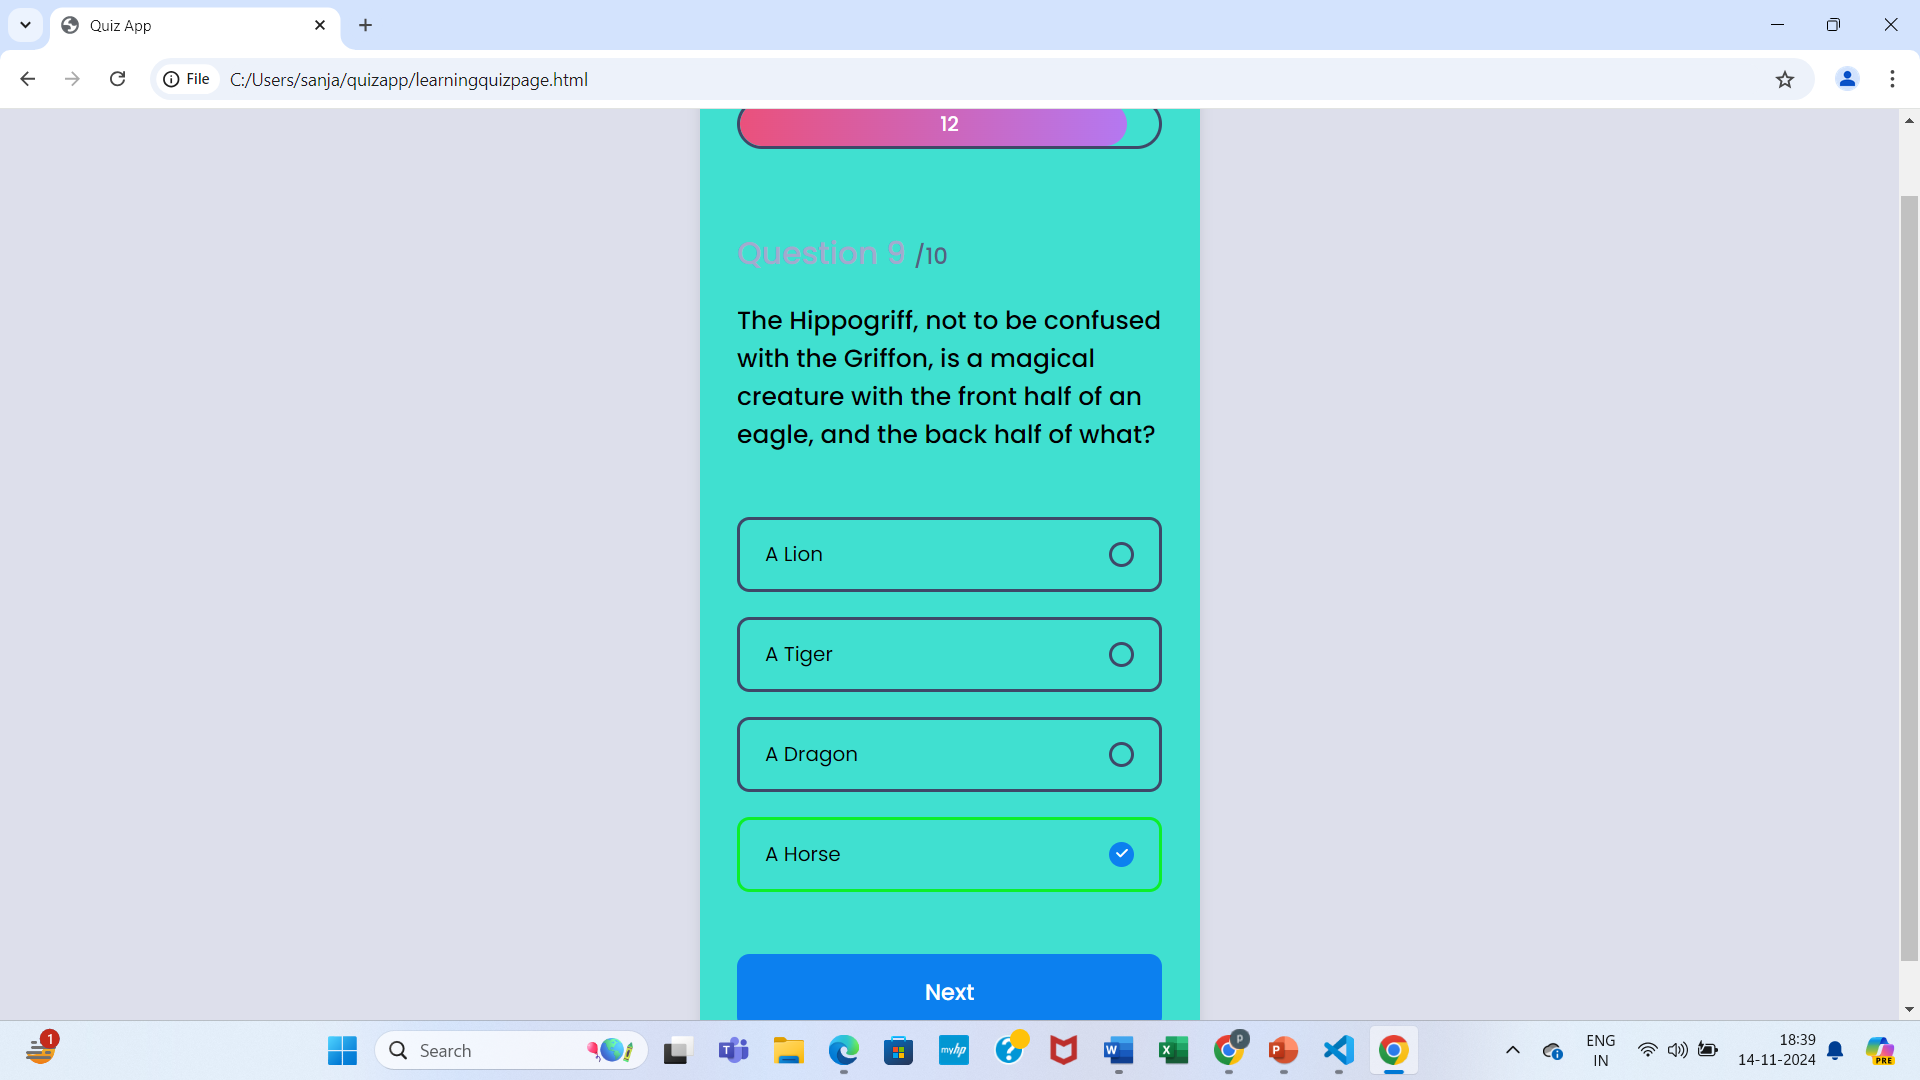 Quiz App
File
C:/Users/sanja/quizapp/learningquizpage.html
12
Question 9 /10
The Hippogriff, not to be confused
with the Griffon, is a magical
creature with the front half of an
eagle, and the back half of what?
A Lion
A Tiger
A Dragon
A Horse
Next
1
Search
T
myhp
?
W
X
P
P
ENG
IN
18:39
14-11-2024
PRE